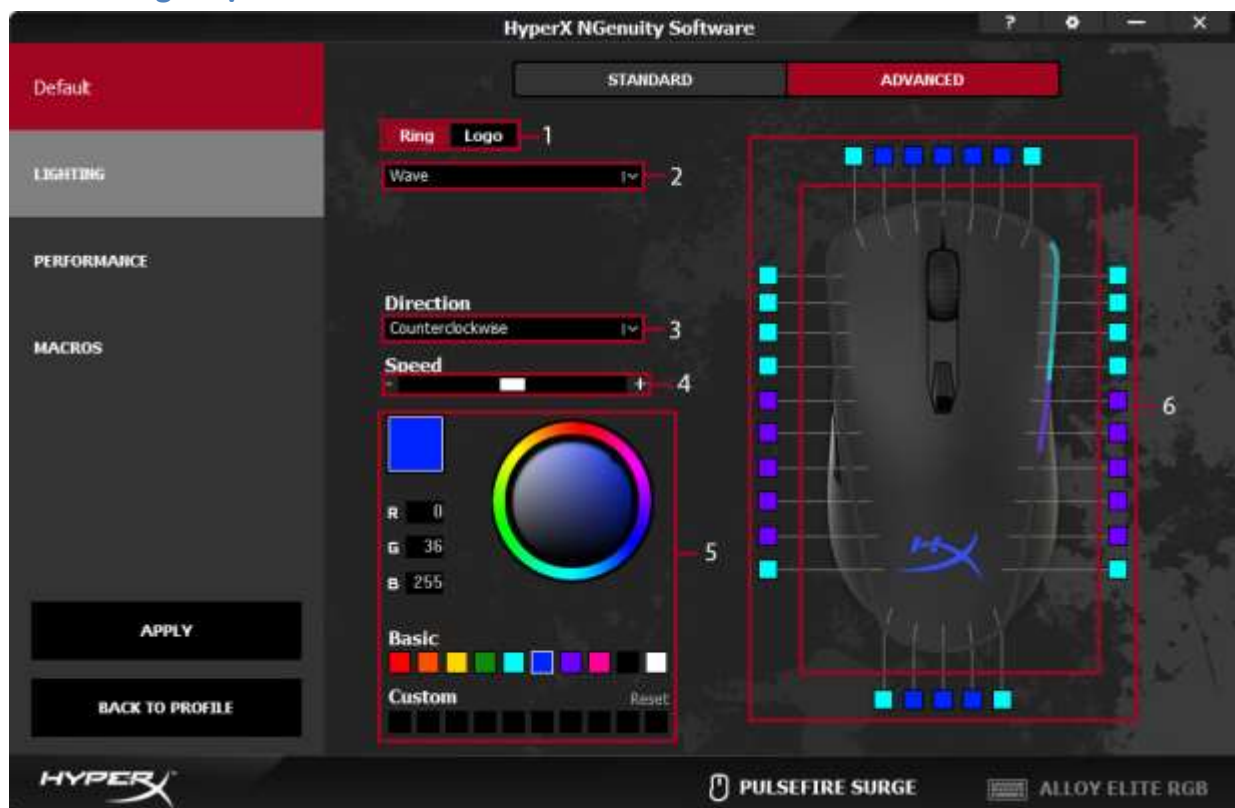 HyperX NGenuity Software
? — ×
Default
STANDARD ADVANCED
Ring Logo 1
LIGHTING
Wave 2
PERFORMANCE
Direction
Counterclockwise 3
MACROS
Speed
- + 4
6
R 0
G 36
B 255
5
APPLY
Basic
Custom Reset
BACK TO PROFILE
HYPERX
PULSEFIRE SURGE ALLOY ELITE RGB